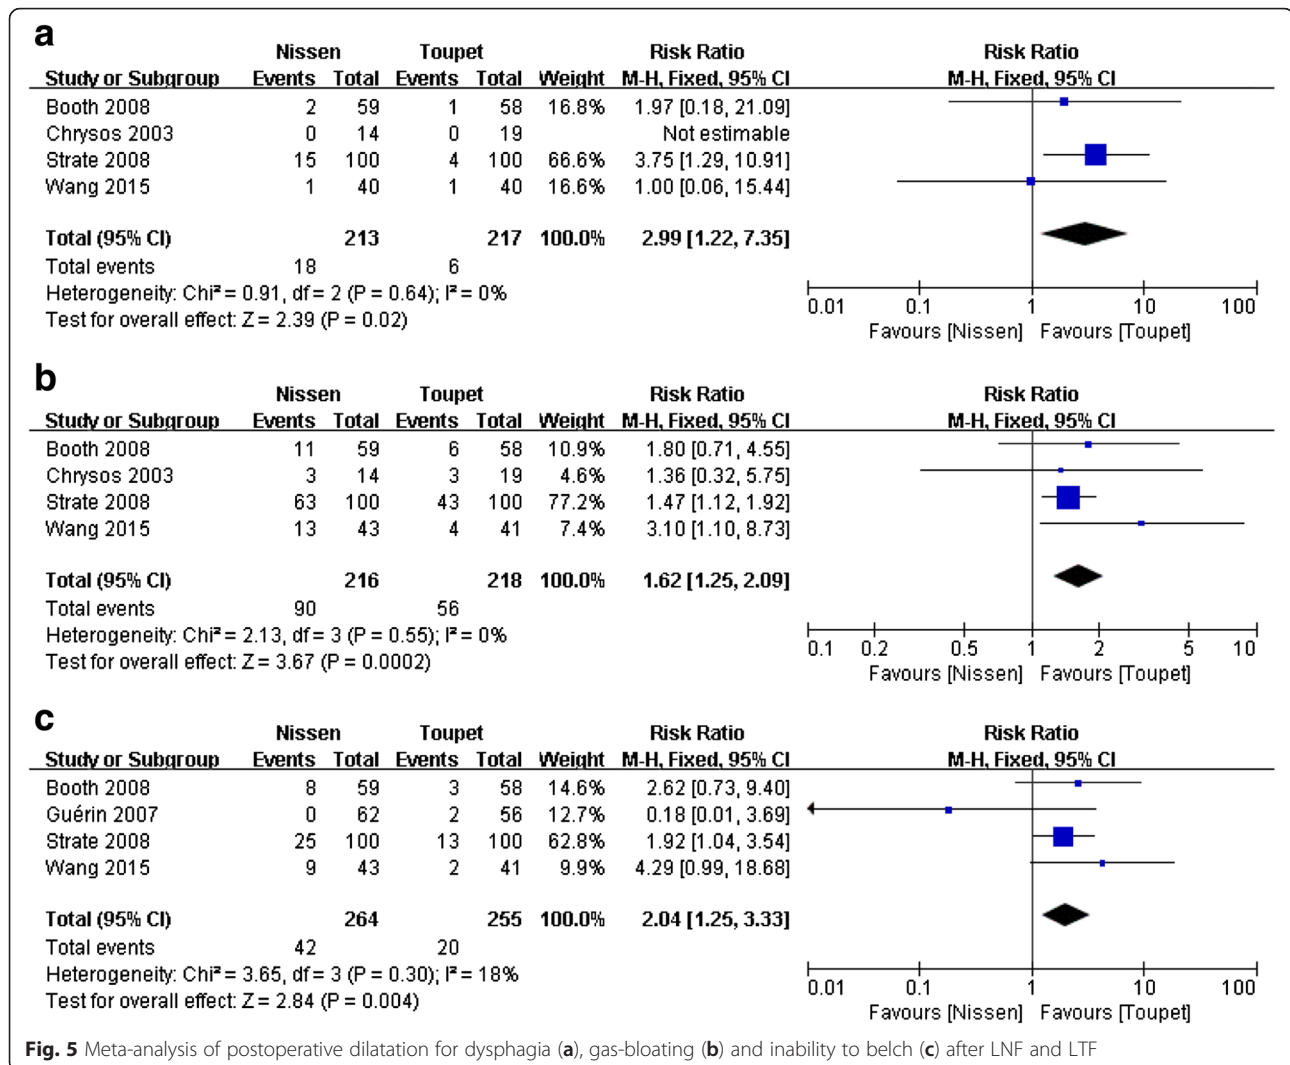 a
Nissen Toupet Risk Ratio Risk Ratio
Study or Subgroup Events Total Events Total Weight M-H, Fixed, 95% CI M-H, Fixed, 95% CI
Booth 2008 2 59 1 58 16.8% 1.97 [0.18, 21.09]
Chrysos 2003 0 14 0 19 Not estimable
Strate 2008 15 100 4 100 66.6% 3.75 [1.29, 10.91]
Wang 2015 1 40 1 40 16.6% 1.00 [0.06, 15.44]
Total (95% CI) 213 217 100.0% 2.99 [1.22, 7.35]
Total events 18 6
Heterogeneity: Chi² = 0.91, df = 2 (P = 0.64); I² = 0%
Test for overall effect: Z = 2.39 (P = 0.02)
0.01 0.1 1 10 100
Favours [Nissen] Favours [Toupet]
b
Nissen Toupet Risk Ratio Risk Ratio
Study or Subgroup Events Total Events Total Weight M-H, Fixed, 95% CI M-H, Fixed, 95% CI
Booth 2008 11 59 6 58 10.9% 1.80 [0.71, 4.55]
Chrysos 2003 3 14 3 19 4.6% 1.36 [0.32, 5.75]
Strate 2008 63 100 43 100 77.2% 1.47 [1.12, 1.92]
Wang 2015 13 43 4 41 7.4% 3.10 [1.10, 8.73]
Total (95% CI) 216 218 100.0% 1.62 [1.25, 2.09]
Total events 90 56
Heterogeneity: Chi² = 2.13, df = 3 (P = 0.55); I² = 0%
Test for overall effect: Z = 3.67 (P = 0.0002)
0.1 0.2 0.5 1 2 5 10
Favours [Nissen] Favours [Toupet]
c
Nissen Toupet Risk Ratio Risk Ratio
Study or Subgroup Events Total Events Total Weight M-H, Fixed, 95% CI M-H, Fixed, 95% CI
Booth 2008 8 59 3 58 14.6% 2.62 [0.73, 9.40]
Guérin 2007 0 62 2 56 12.7% 0.18 [0.01, 3.69]
Strate 2008 25 100 13 100 62.8% 1.92 [1.04, 3.54]
Wang 2015 9 43 2 41 9.9% 4.29 [0.99, 18.68]
Total (95% CI) 264 255 100.0% 2.04 [1.25, 3.33]
Total events 42 20
Heterogeneity: Chi² = 3.65, df = 3 (P = 0.30); I² = 18%
Test for overall effect: Z = 2.84 (P = 0.004)
0.01 0.1 1 10 100
Favours [Nissen] Favours [Toupet]
Fig. 5 Meta-analysis of postoperative dilatation for dysphagia (a), gas-bloating (b) and inability to belch (c) after LNF and LTF